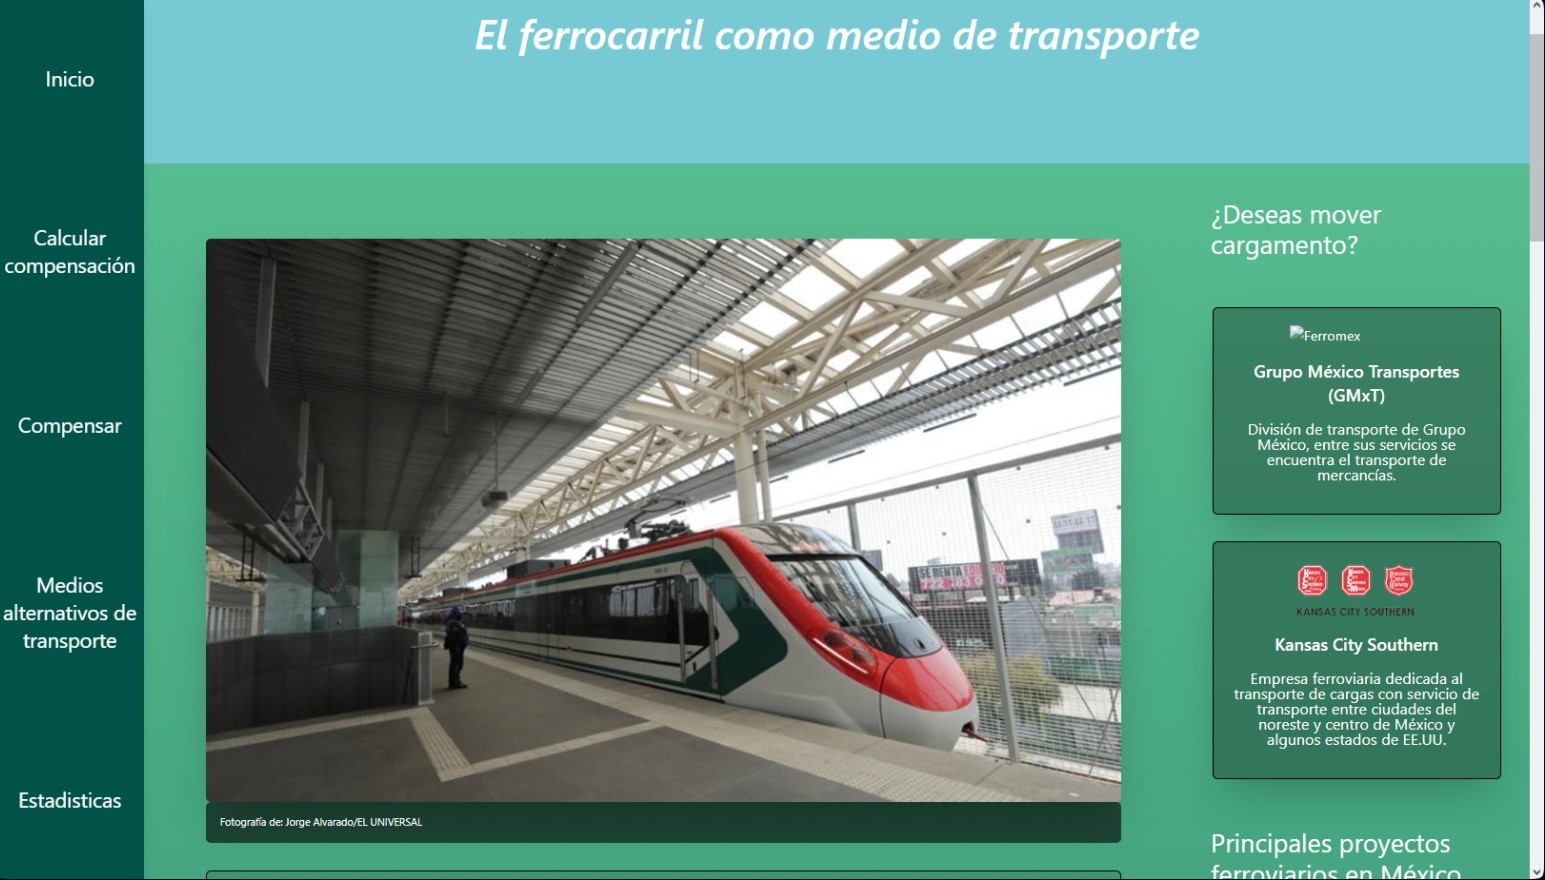 El ferrocarril como medio de transporte
Inicio
Calcular
compensación
Compensar
Medios
alternativos de
transporte
Estadisticas
SE RENTA
Fotografía de: Jorge Alvarado/EL UNIVERSAL
¿Deseas mover
cargamento?
Ferromex
Grupo México Transportes
(GMxT)
División de transporte de Grupo
México, entre sus servicios se
encuentra el transporte de
mercancías.
KANSAS CITY SOUTHERN
Kansas City Southern
Empresa ferroviaria dedicada al
transporte de cargas con servicio de
transporte entre ciudades del
noreste y centro de México y
algunos estados de EE.UU.
Principales proyectos
ferroviarios en México